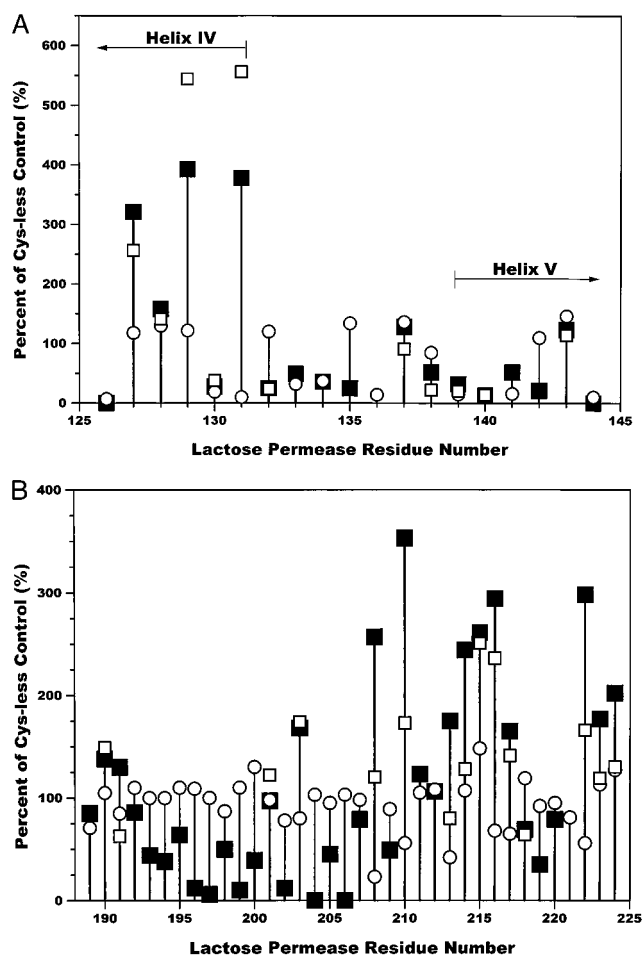 A
Helix IV
600
500
400
300
200
100
0
Percent of Cys-less Control (%)
Helix V
125 130 135 140 145
Lactose Permease Residue Number
B
400
300
200
100
0
Percent of Cys-less Control (%)
190 195 200 205 210 215 220 225
Lactose Permease Residue Number